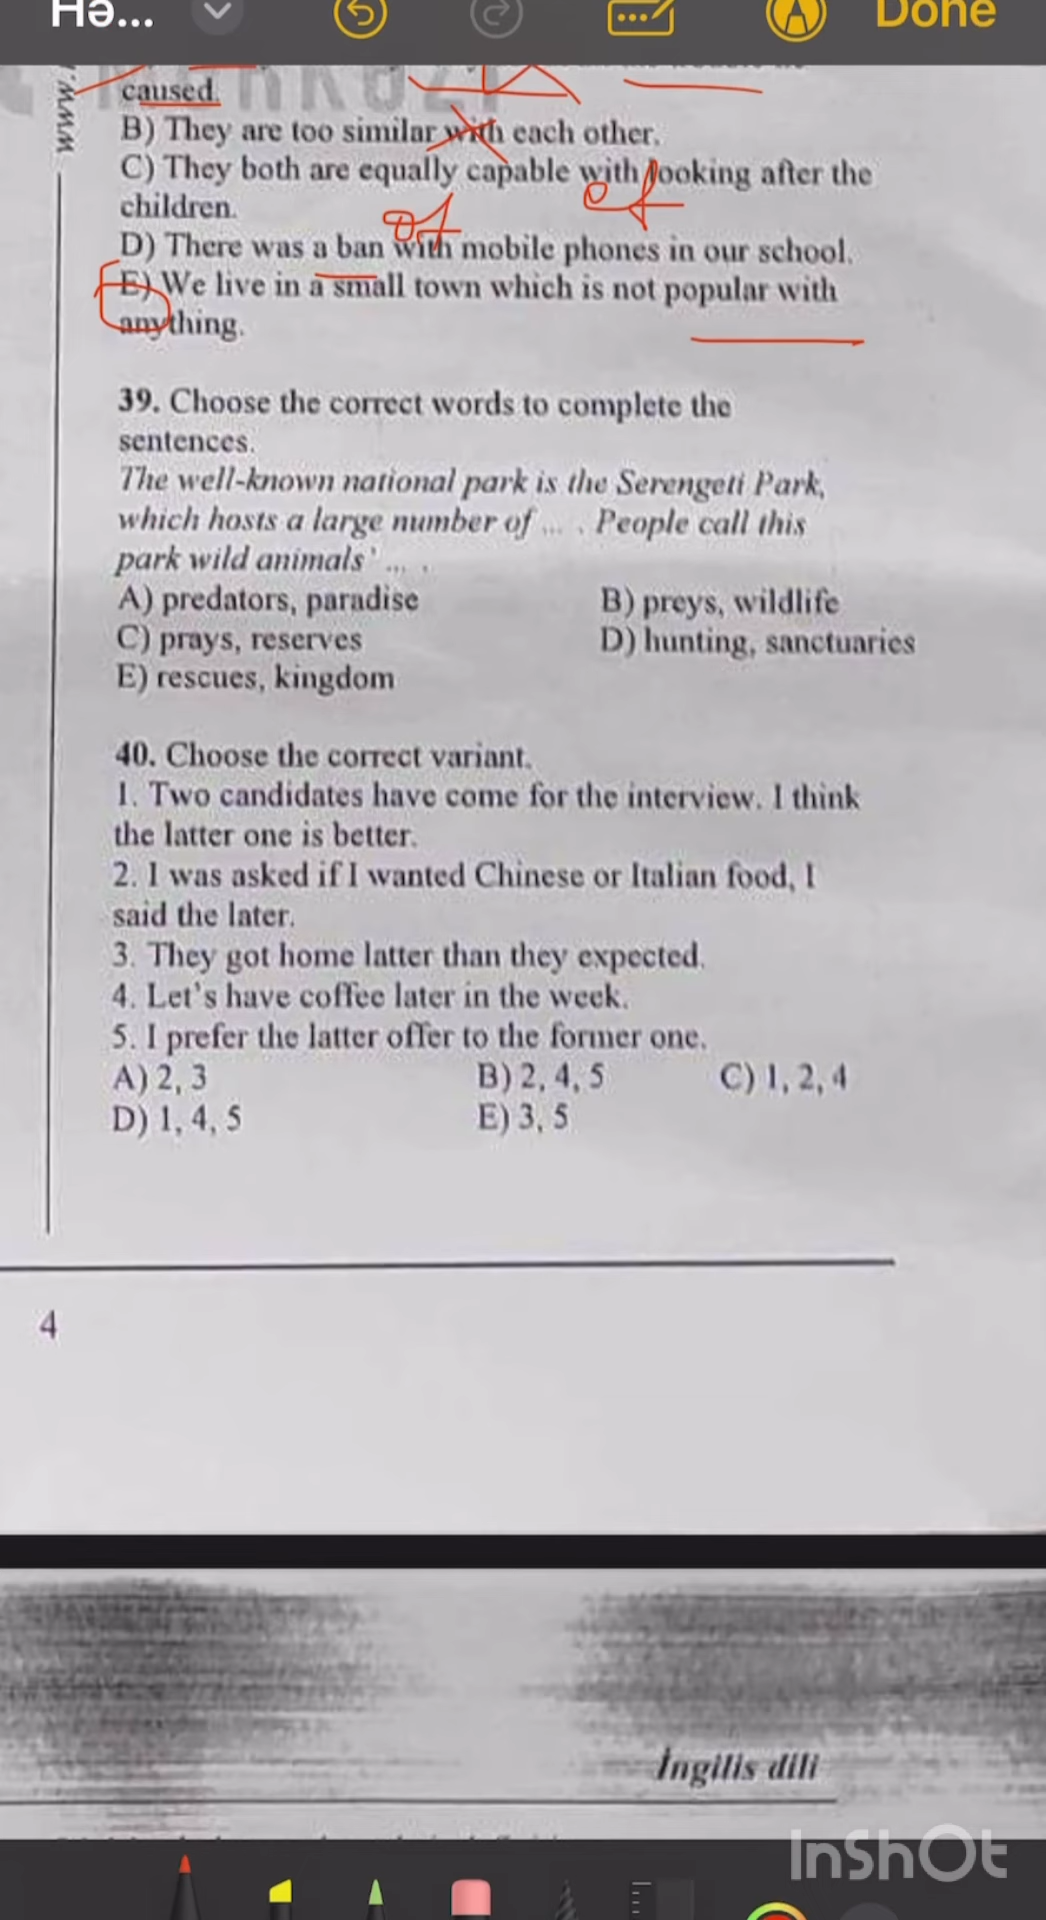 Hə...
Done
www.
caused.
B) They are too similar with each other.
C) They both are equally capable with looking after the
of
children.
of
D) There was a ban with mobile phones in our school.
E) We live in a small town which is not popular with
anything.
39. Choose the correct words to complete the
sentences.
The well-known national park is the Serengeti Park,
which hosts a large number of ... . People call this
park wild animals' ... .
A) predators, paradise B) preys, wildlife
C) prays, reserves D) hunting, sanctuaries
E) rescues, kingdom
40. Choose the correct variant.
1. Two candidates have come for the interview. I think
the latter one is better.
2. I was asked if I wanted Chinese or Italian food, I
said the later.
3. They got home latter than they expected.
4. Let's have coffee later in the week.
5. I prefer the latter offer to the former one.
A) 2, 3 B) 2, 4, 5 C) 1, 2, 4
D) 1, 4, 5 E) 3, 5
4
İngilis dili
InShOt